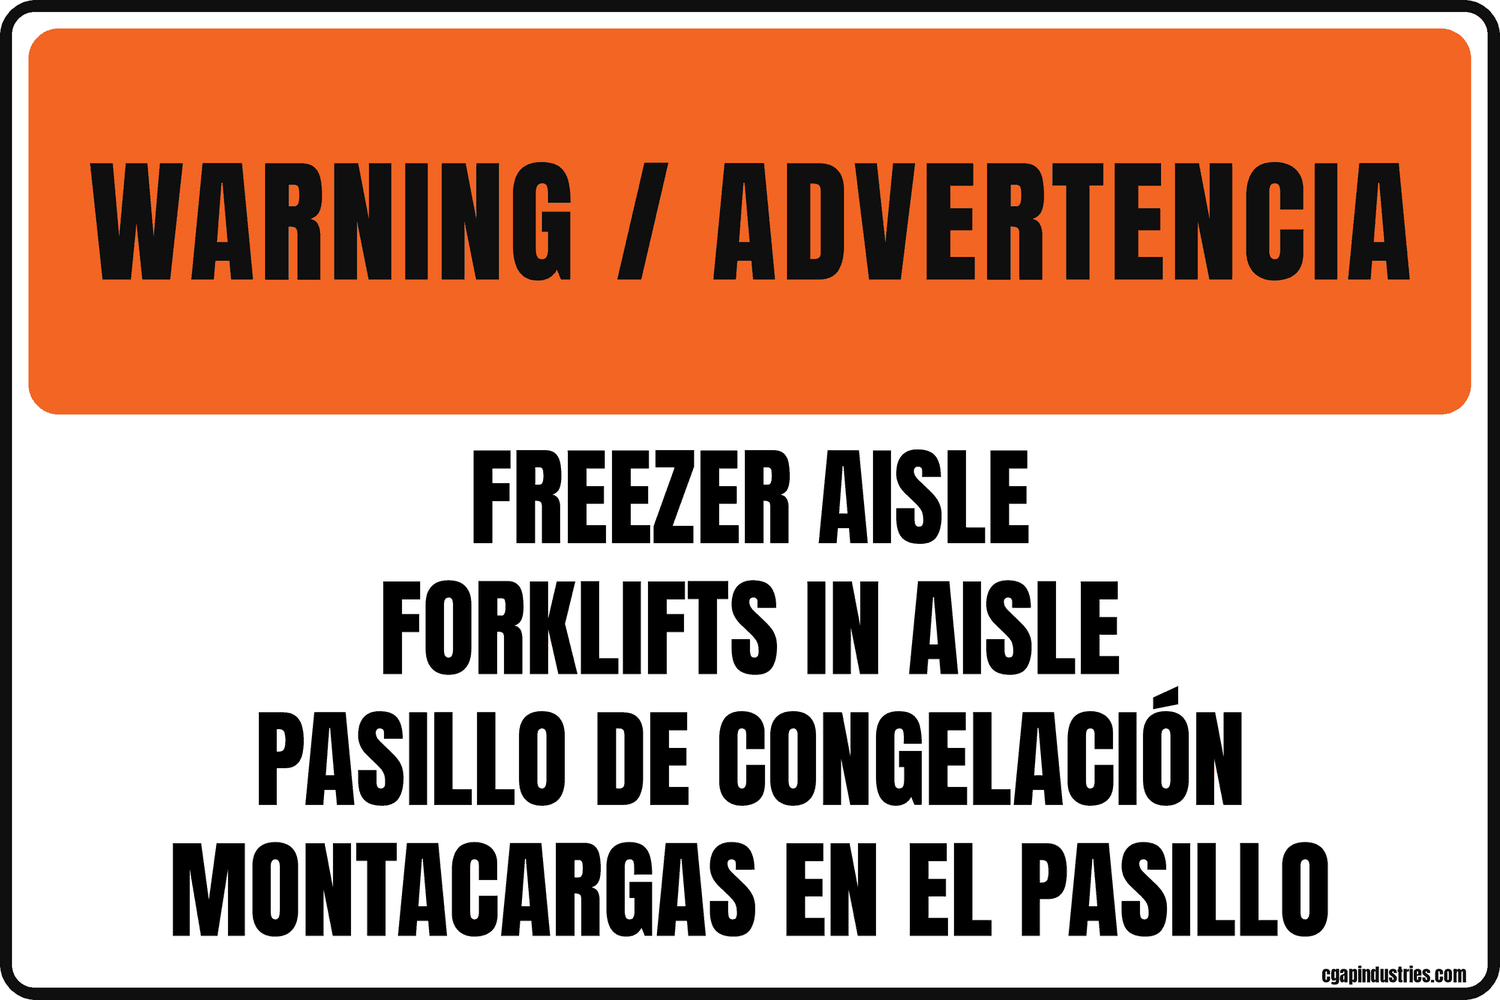 WARNING / ADVERTENCIA
FREEZER AISLE
FORKLIFTS IN AISLE
PASILLO DE CONGELACIÓN
MONTACARGAS EN EL PASILLO
cgapindustries.com